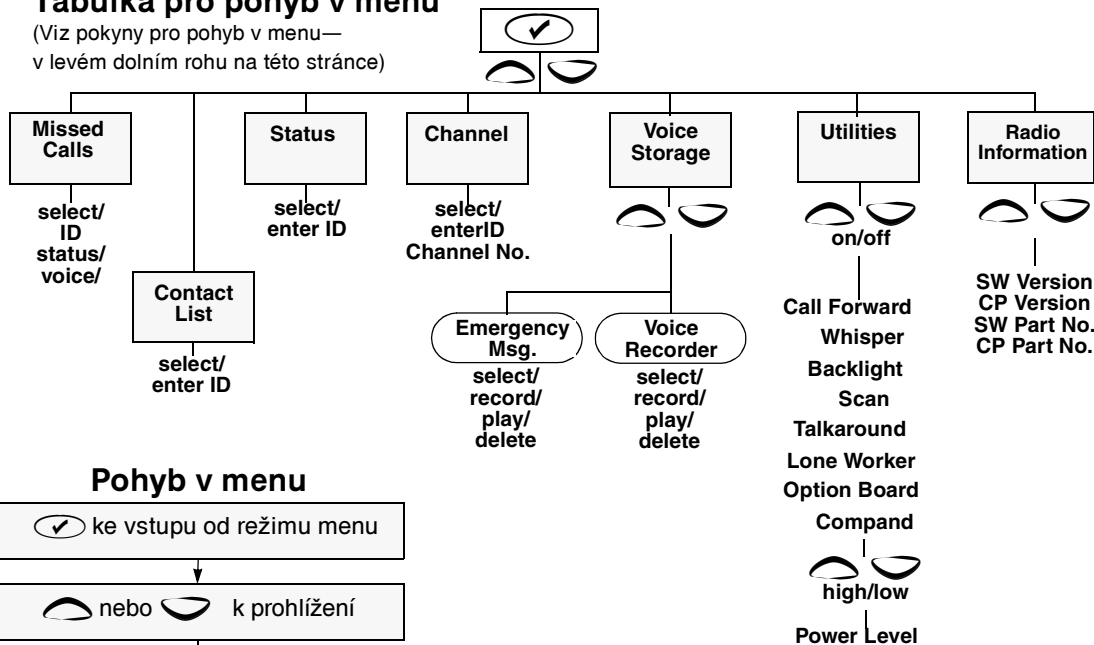 Tabulka pro pohyb v menu
(Viz pokyny pro pohyb v menu—
v levém dolním rohu na této stránce)
Missed
Calls
select/
ID
status/
voice/
Contact
List
select/
enter ID
Status
select/
enter ID
Channel
select/
enterID
Channel No.
Voice
Storage
Emergency
Msg.
select/
record/
play/
delete
Voice
Recorder
select/
record/
play/
delete
Utilities
on/off
Call Forward
Whisper
Backlight
Scan
Talkaround
Lone Worker
Option Board
Compand
high/low
Power Level
Radio
Information
SW Version
CP Version
SW Part No.
CP Part No.
Pohyb v menu
ke vstupu od režimu menu
nebo k prohlížení